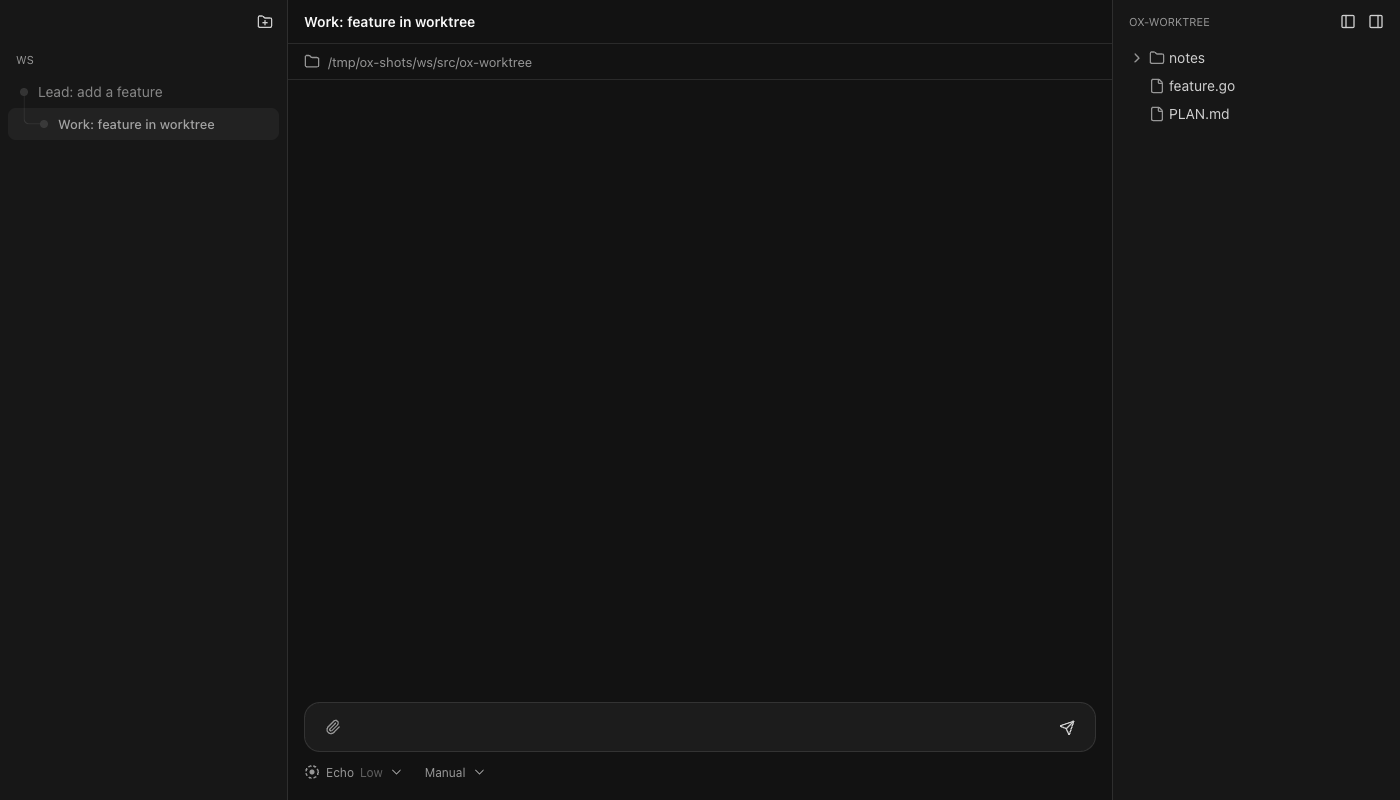 WS
Lead: add a feature
Work: feature in worktree
Work: feature in worktree
/tmp/ox-shots/ws/src/ox-worktree
Echo Low
Manual
OX-WORKTREE
notes
feature.go
PLAN.md